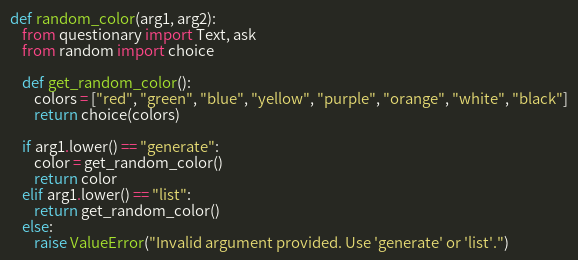 def random_color(arg1, arg2):
    from questionary import Text, ask
    from random import choice

    def get_random_color():
        colors = ["red", "green", "blue", "yellow", "purple", "orange", "white", "black"]
        return choice(colors)

    if arg1.lower() == "generate":
        color = get_random_color()
        return color
    elif arg1.lower() == "list":
        return get_random_color()
    else:
        raise ValueError("Invalid argument provided. Use 'generate' or 'list'.")